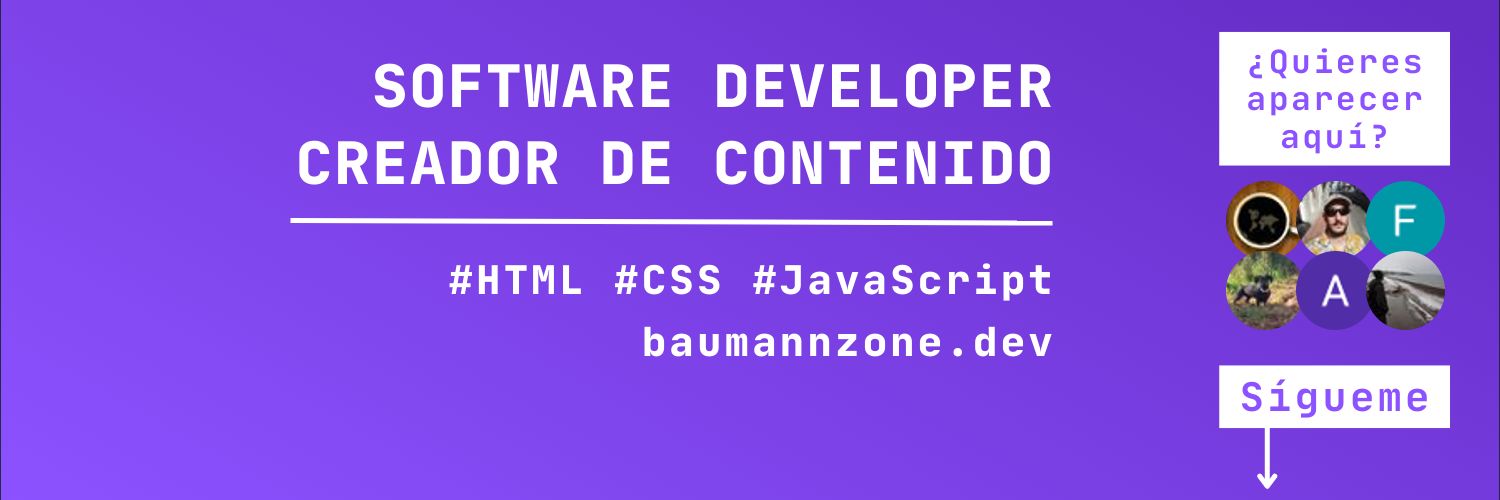 SOFTWARE DEVELOPER
CREADOR DE CONTENIDO
#HTML #CSS #JavaScript
baumannzone.dev
¿Quieres
aparecer
aquí?
F
A
Sígueme